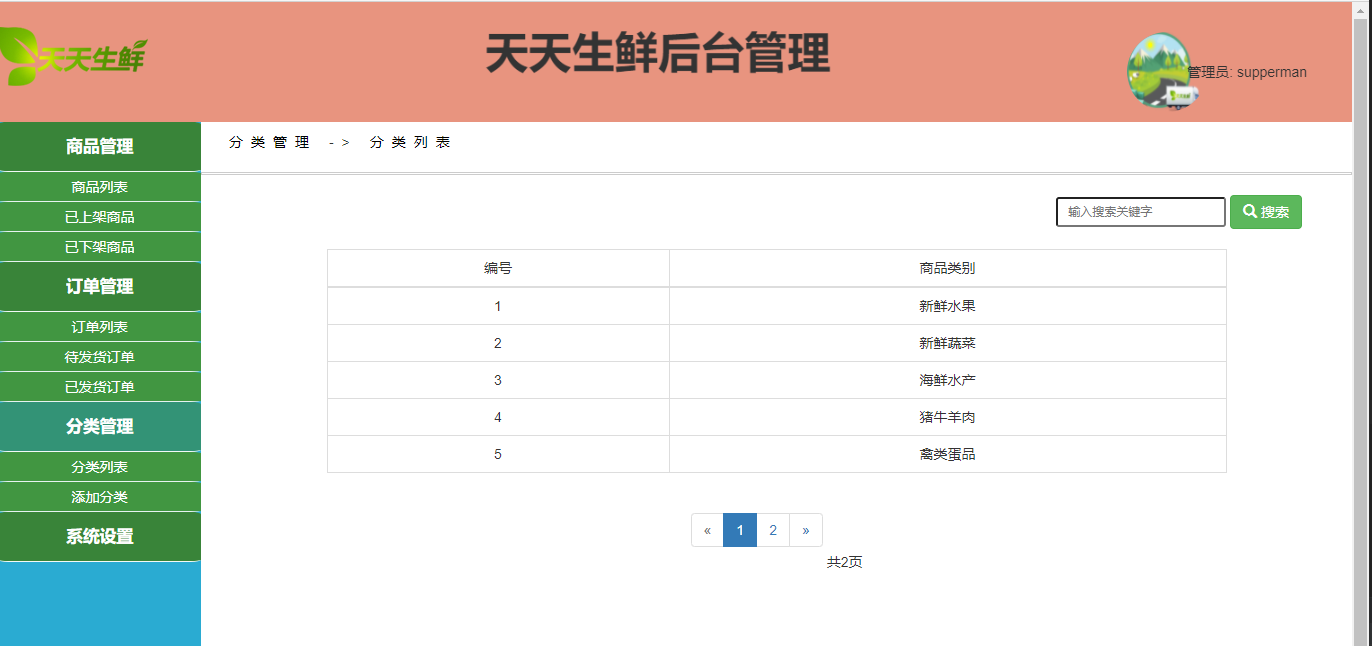 天天生鲜
天天生鲜后台管理
管理员: supperman
商品管理
商品列表
已上架商品
已下架商品
订单管理
订单列表
待发货订单
已发货订单
分类管理
分类列表
添加分类
系统设置
分类管理 -> 分类列表
输入搜索关键字 搜索
编号 商品类别
1 新鲜水果
2 新鲜蔬菜
3 海鲜水产
4 猪牛羊肉
5 禽类蛋品
« 1 2 »
共2页